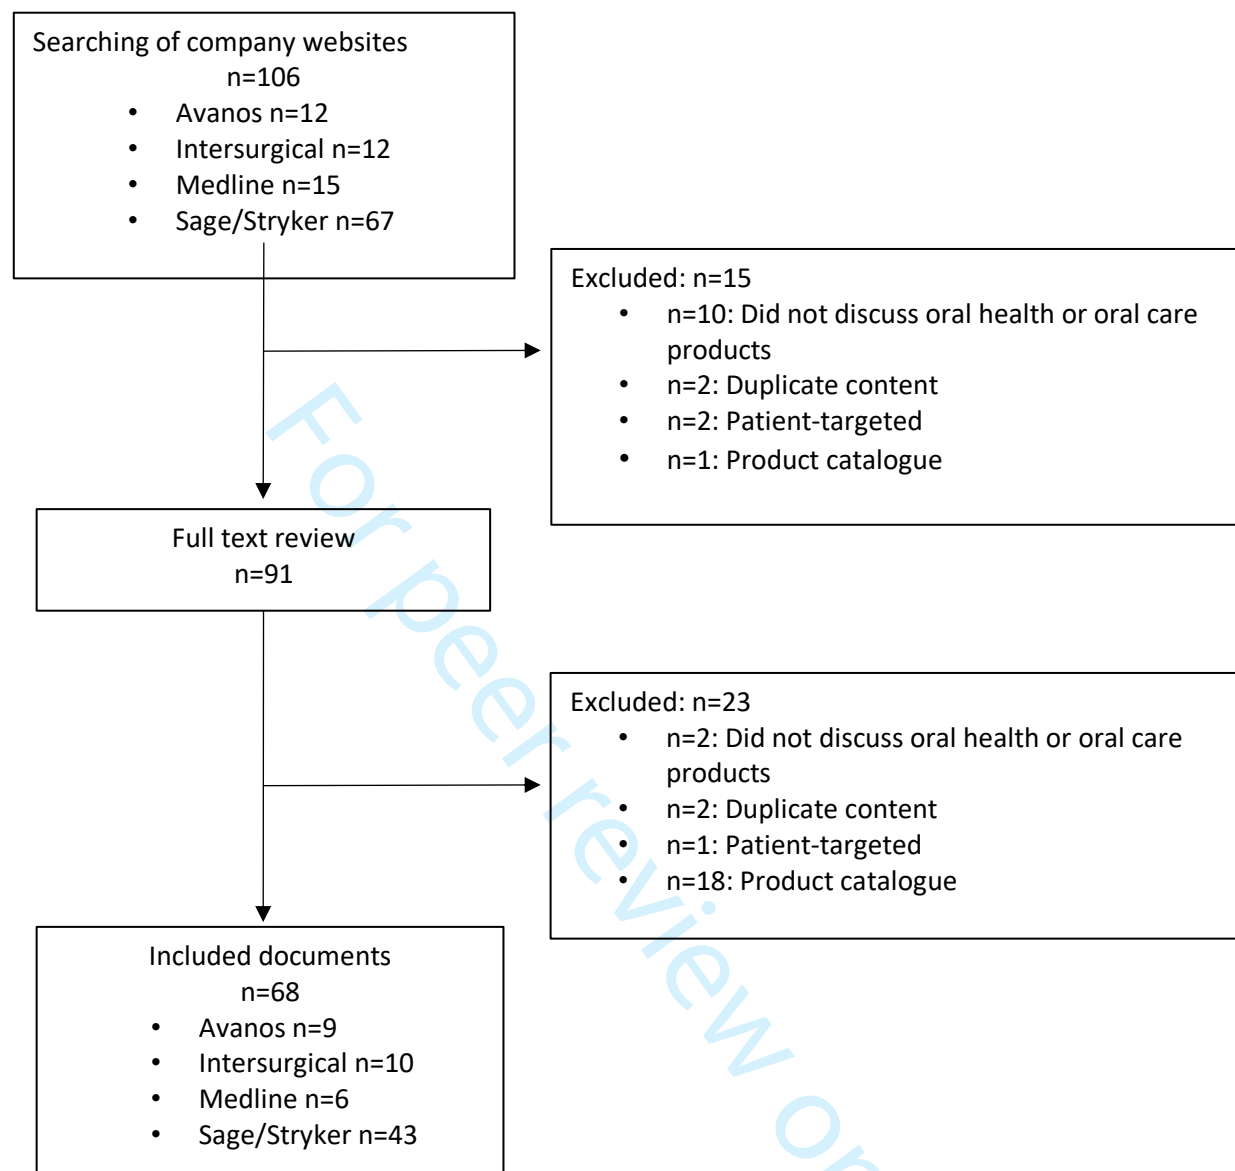 Searching of company websites
n=106
• Avanos n=12
• Intersurgical n=12
• Medline n=15
• Sage/Stryker n=67
Excluded: n=15
• n=10: Did not discuss oral health or oral care
products
• n=2: Duplicate content
• n=2: Patient-targeted
• n=1: Product catalogue
Full text review
n=91
Excluded: n=23
• n=2: Did not discuss oral health or oral care
products
• n=2: Duplicate content
• n=1: Patient-targeted
• n=18: Product catalogue
Included documents
n=68
• Avanos n=9
• Intersurgical n=10
• Medline n=6
• Sage/Stryker n=43
For peer review on